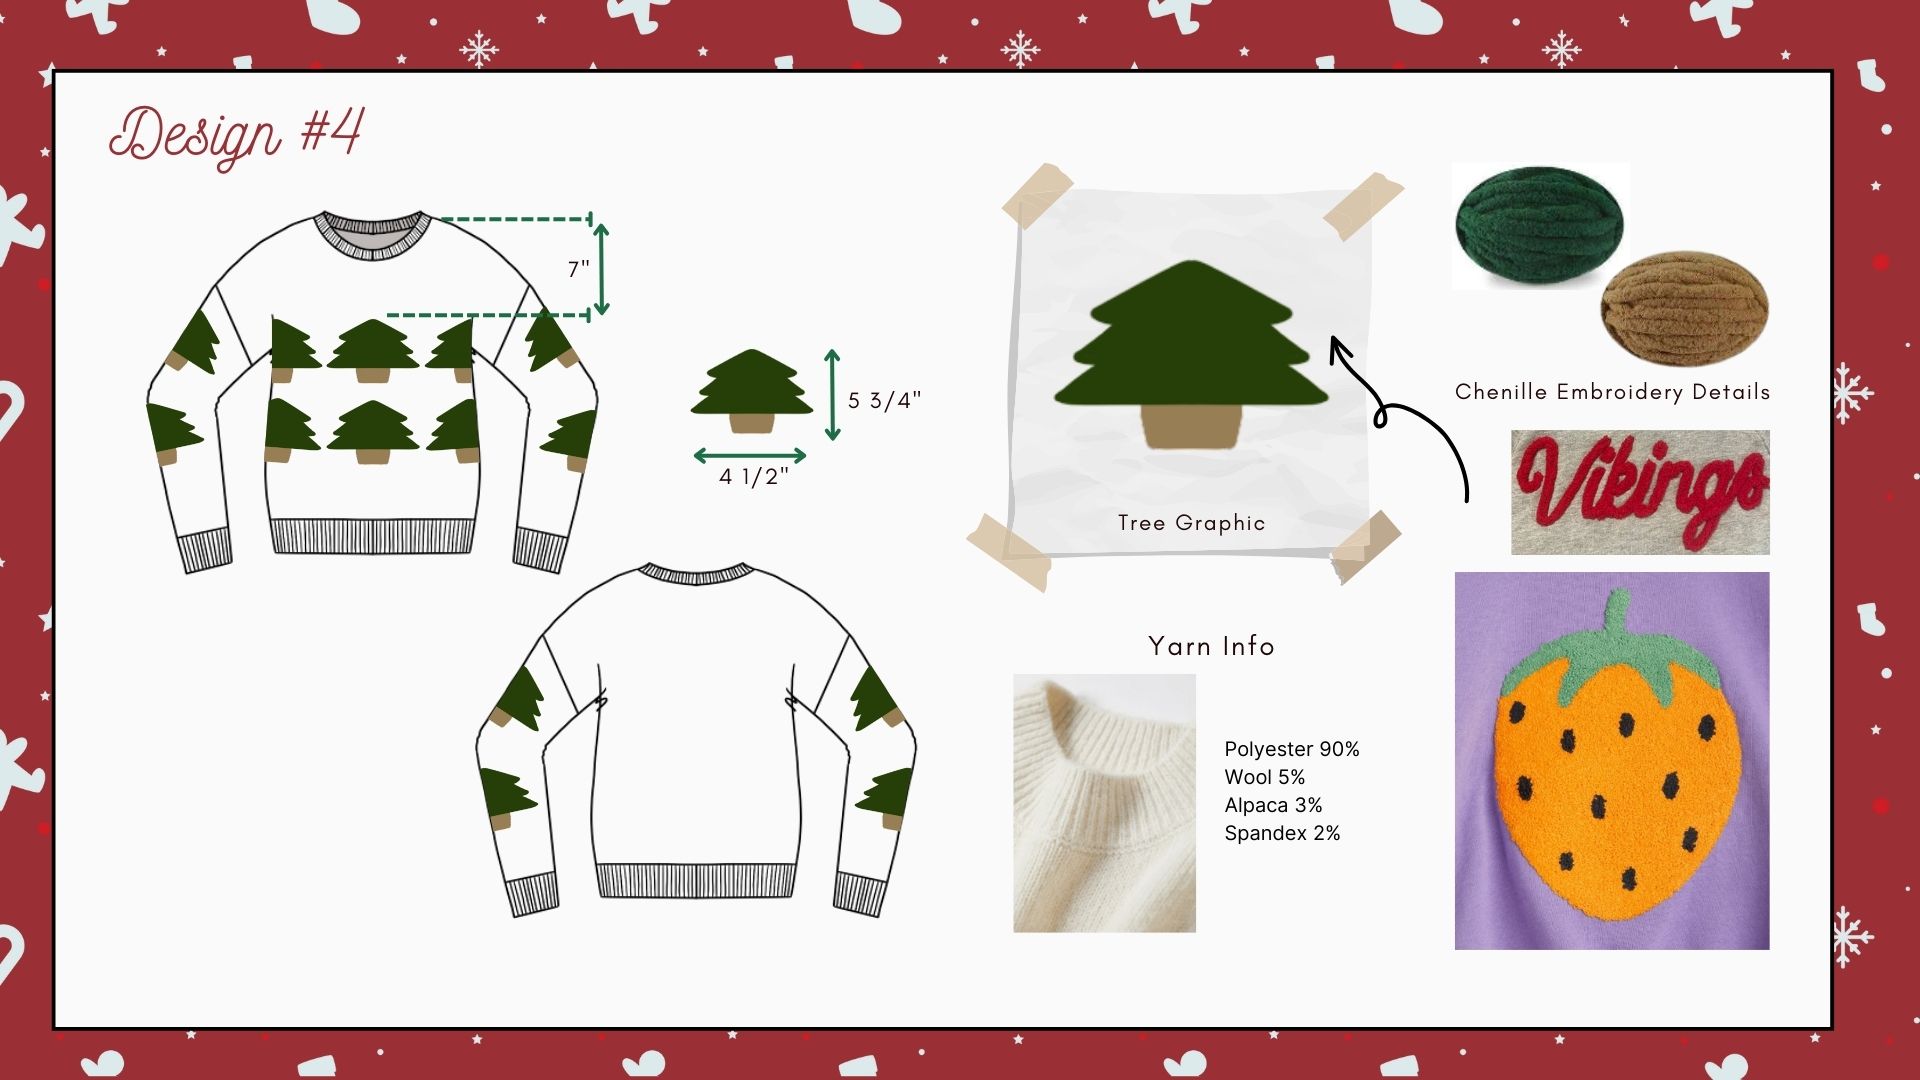 Design #4
7"
5 3/4"
4 1/2"
Tree Graphic
Chenille Embroidery Details
Vikings
Yarn Info
Polyester 90%
Wool 5%
Alpaca 3%
Spandex 2%